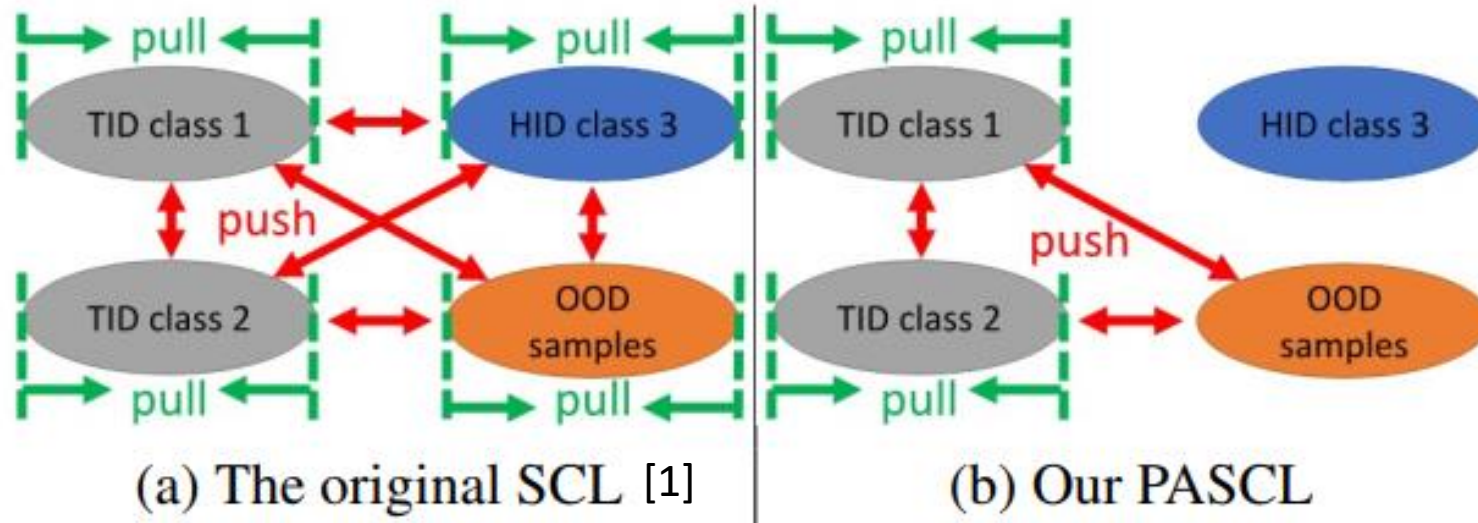 pull
pull
TID class 1
HID class 3
push
TID class 2
OOD
samples
pull
pull
(a) The original SCL [1]
pull
TID class 1
HID class 3
push
TID class 2
OOD
samples
pull
(b) Our PASCL